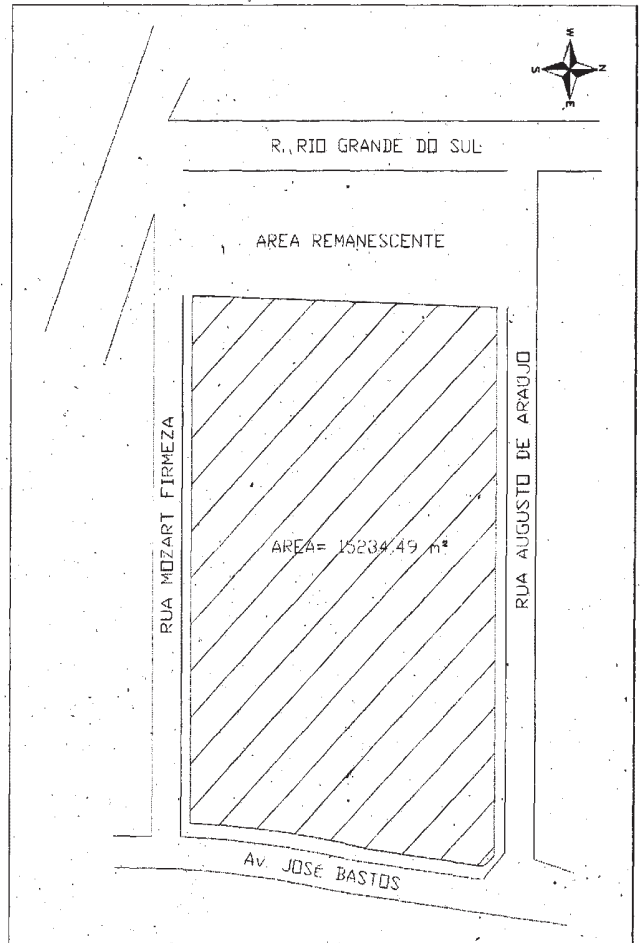 W
S N
E
R. RIO GRANDE DO SUL
AREA REMANESCENTE
RUA MOZART FIRMEZA
AREA= 15234.49 m²
RUA AUGUSTO DE ARAUJO
Av. JOSÉ BASTOS